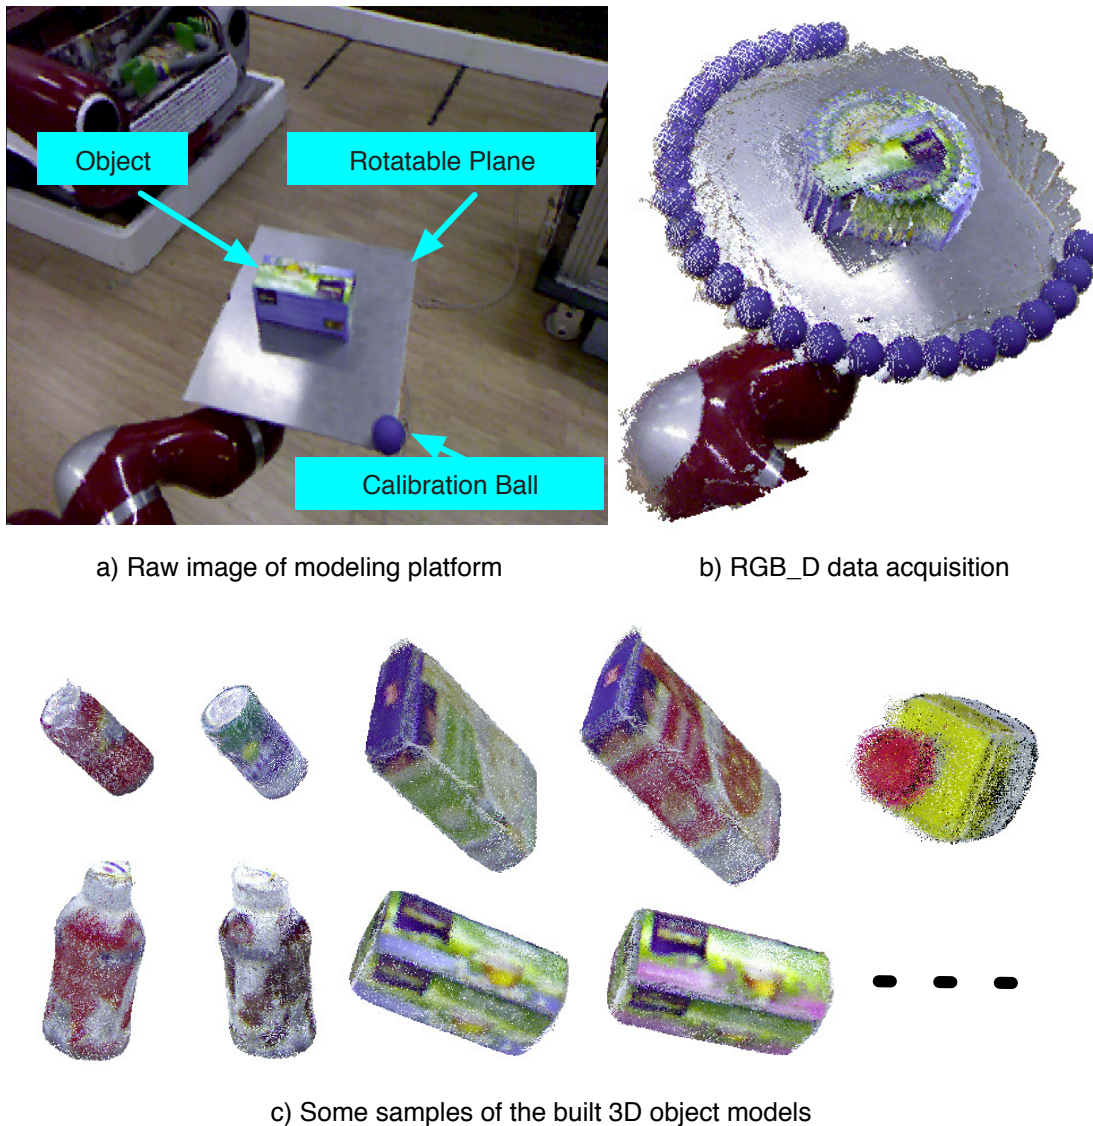 Object
Rotatable Plane
Calibration Ball
a) Raw image of modeling platform
b) RGB_D data acquisition
c) Some samples of the built 3D object models